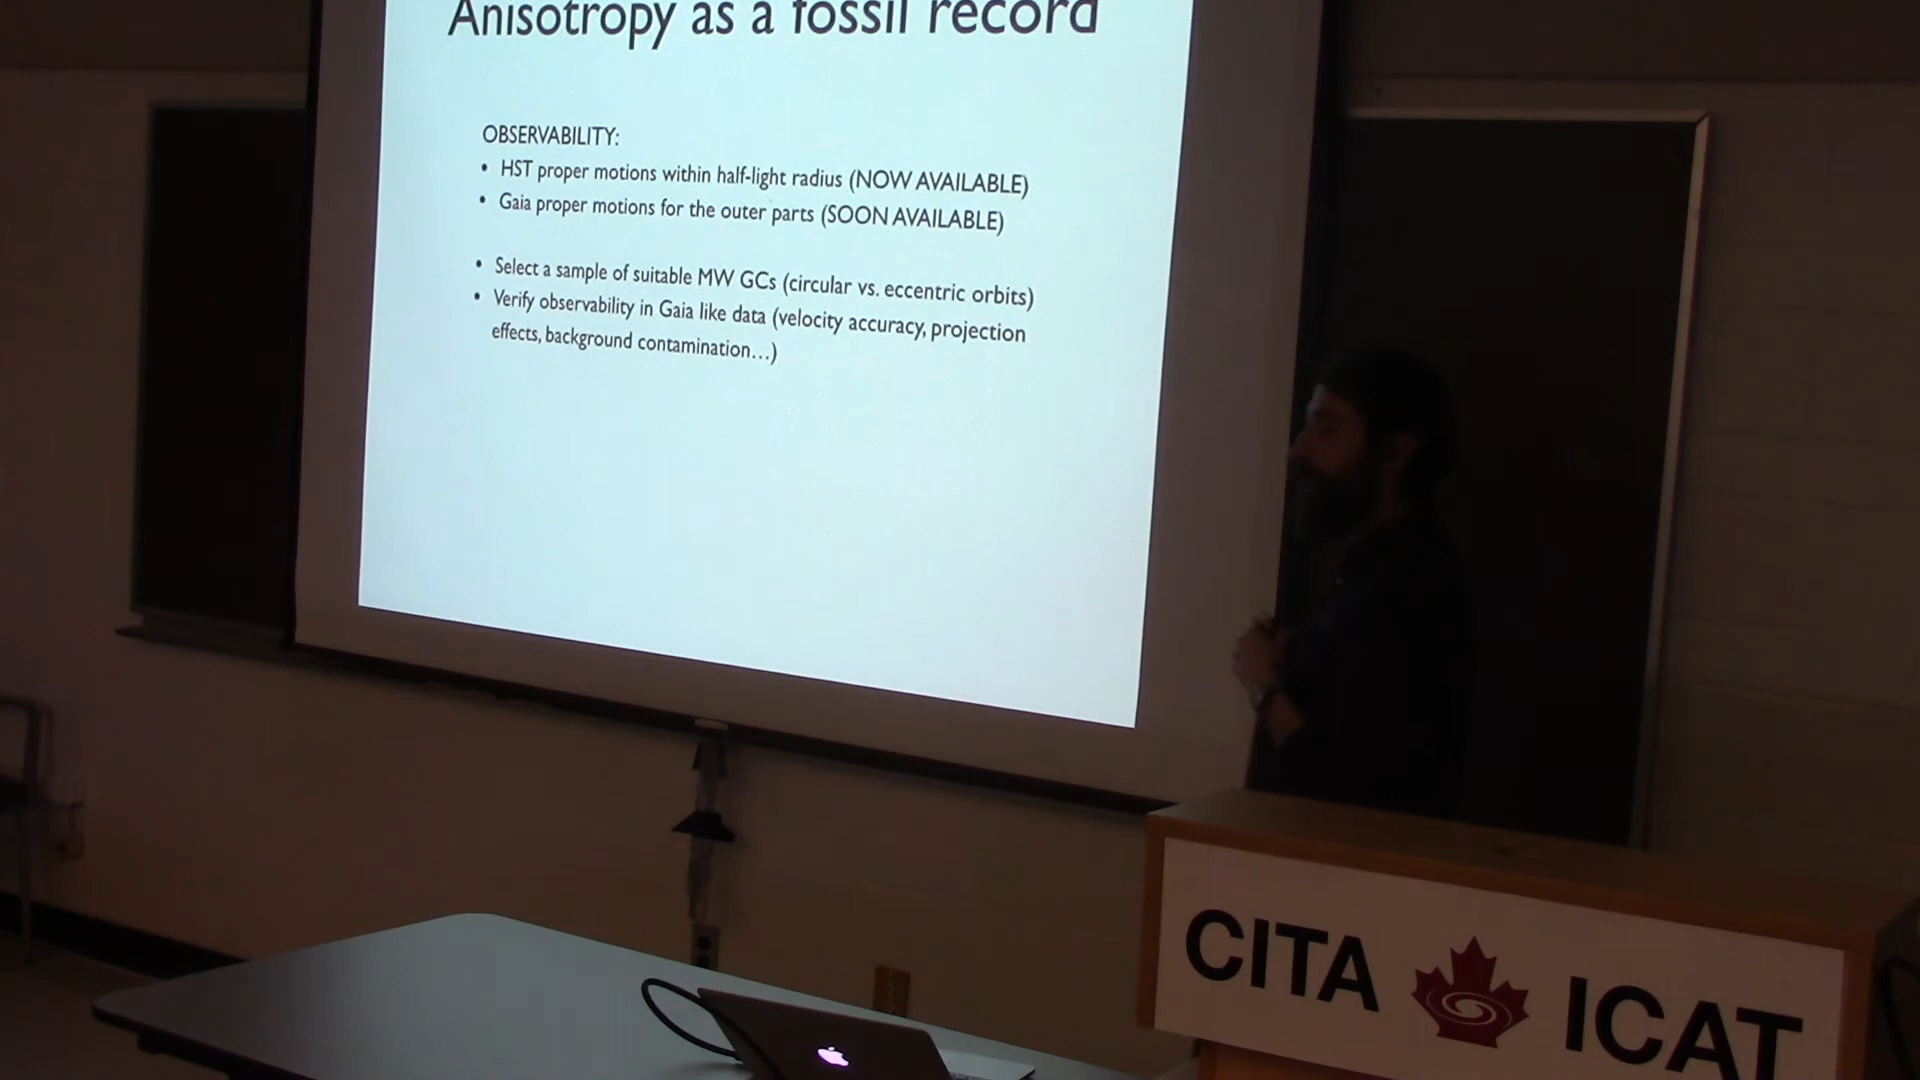 Anisotropy as a fossil record
OBSERVABILITY:
• HST proper motions within half-light radius (NOW AVAILABLE)
• Gaia proper motions for the outer parts (SOON AVAILABLE)
• Select a sample of suitable MW GCs (circular vs. eccentric orbits)
• Verify observability in Gaia like data (velocity accuracy, projection
effects, background contamination…)
CITA ICAT